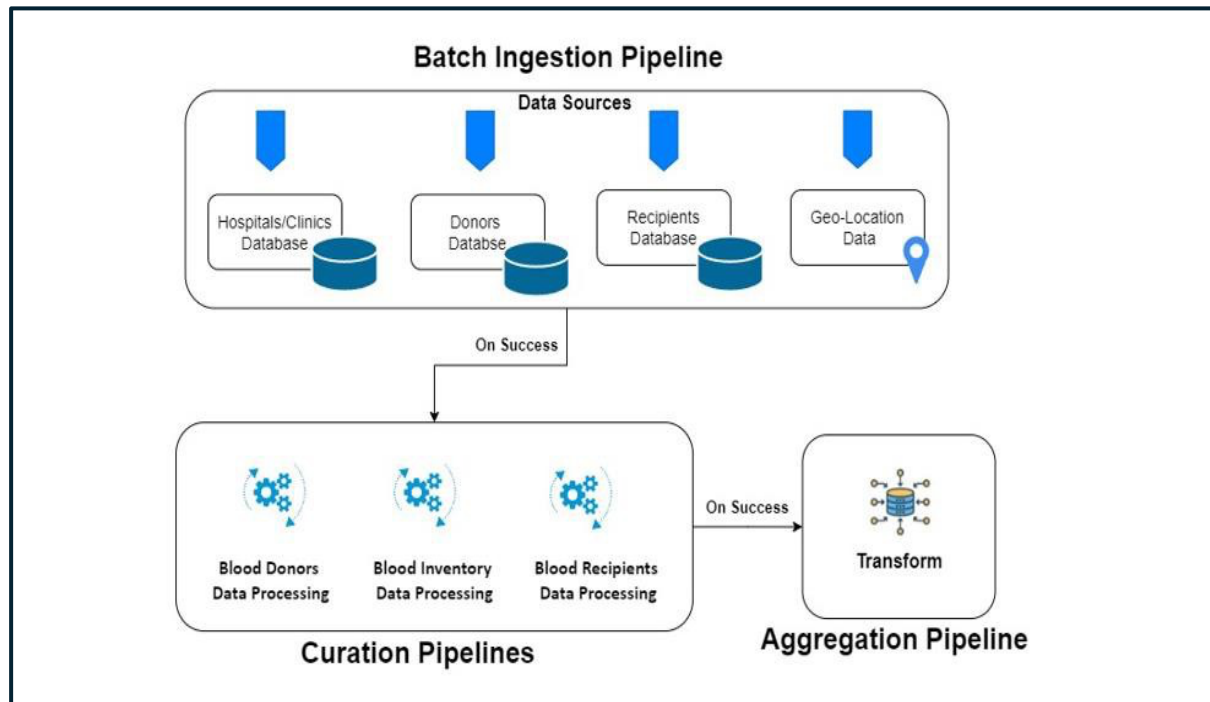 Batch Ingestion Pipeline
Data Sources
Hospitals/Clinics
Database
Donors
Databse
Recipients
Database
Geo-Location
Data
On Success
Blood Donors
Data Processing
Blood Inventory
Data Processing
Blood Recipients
Data Processing
On Success
Transform
Curation Pipelines
Aggregation Pipeline